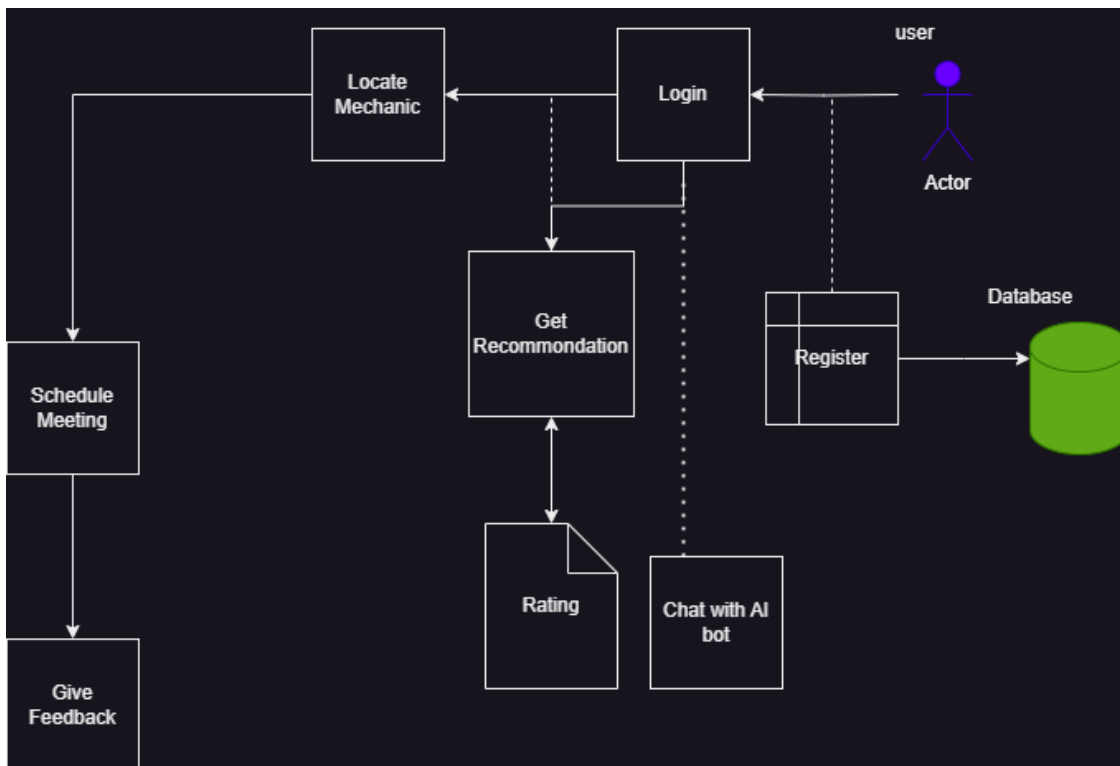 user
Locate
Mechanic
Login
Actor
Database
Get
Recommondation
Register
Schedule
Meeting
Rating
Chat with AI
bot
Give
Feedback